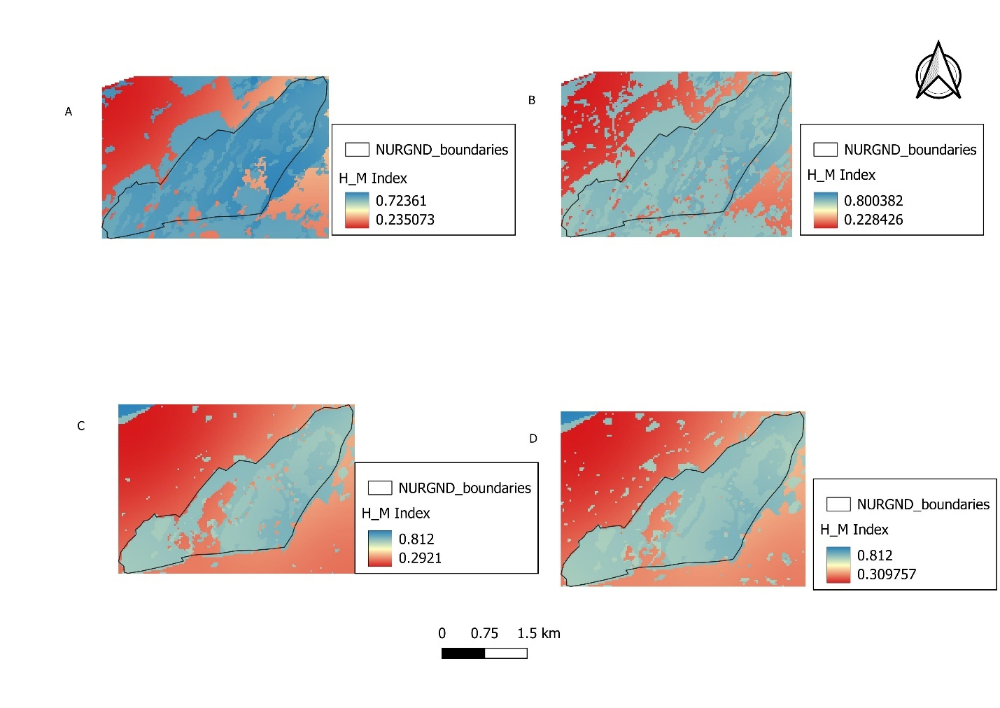 A
NURGND_boundaries
H_M Index
0.72361
0.235073
B
NURGND_boundaries
H_M Index
0.800382
0.228426
C
NURGND_boundaries
H_M Index
0.812
0.2921
D
NURGND_boundaries
H_M Index
0.812
0.309757
0 0.75 1.5 km